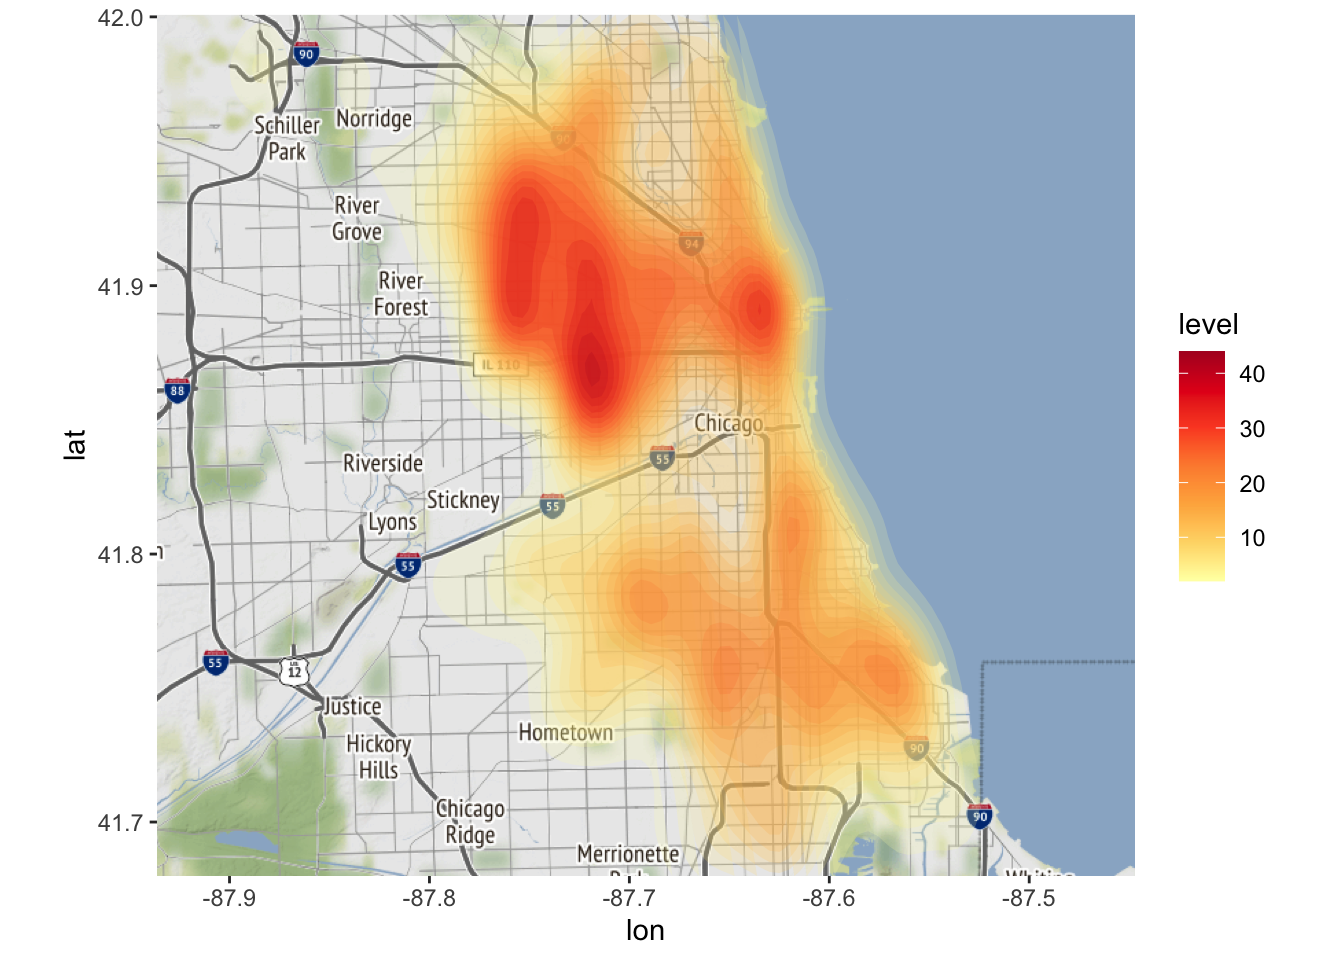 42.0
41.9
41.8
41.7
lat
-87.9
-87.8
-87.7
-87.6
-87.5
lon
90
Schiller
Park
Norridge
90
River
Grove
94
River
Forest
IL 110
88
Chicago
55
Riverside
Stickney
55
Lyons
55
55
US
12
Justice
Hometown
Hickory
Hills
90
Chicago
Ridge
90
Merrionette
level
40
30
20
10